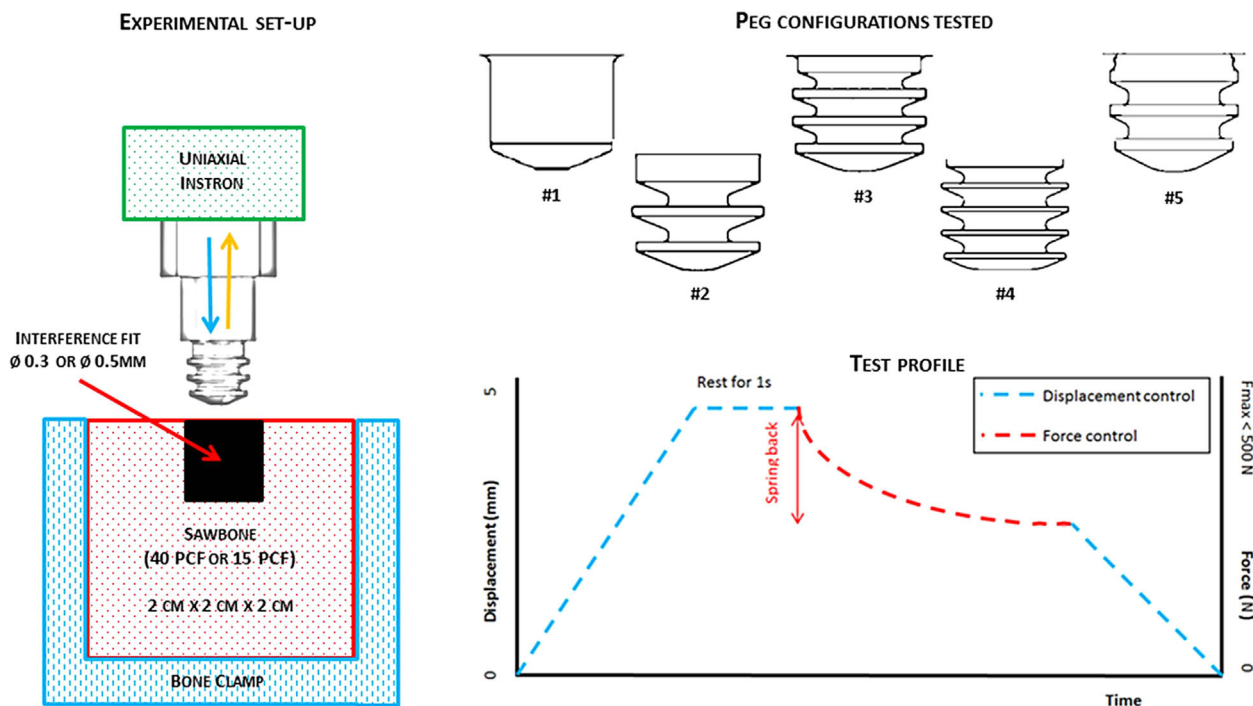 EXPERIMENTAL SET-UP
UNIAXIAL
INSTRON
INTERFERENCE FIT
Ø 0.3 OR Ø 0.5MM
SAWBONE
(40 PCF OR 15 PCF)
2 CM X 2 CM X 2 CM
BONE CLAMP
PEG CONFIGURATIONS TESTED
#1
#2
#3
#4
#5
TEST PROFILE
Displacement (mm)
5
0
Rest for 1s
Spring back
Displacement control
Force control
Fmax < 500N
Force (N)
0
Time